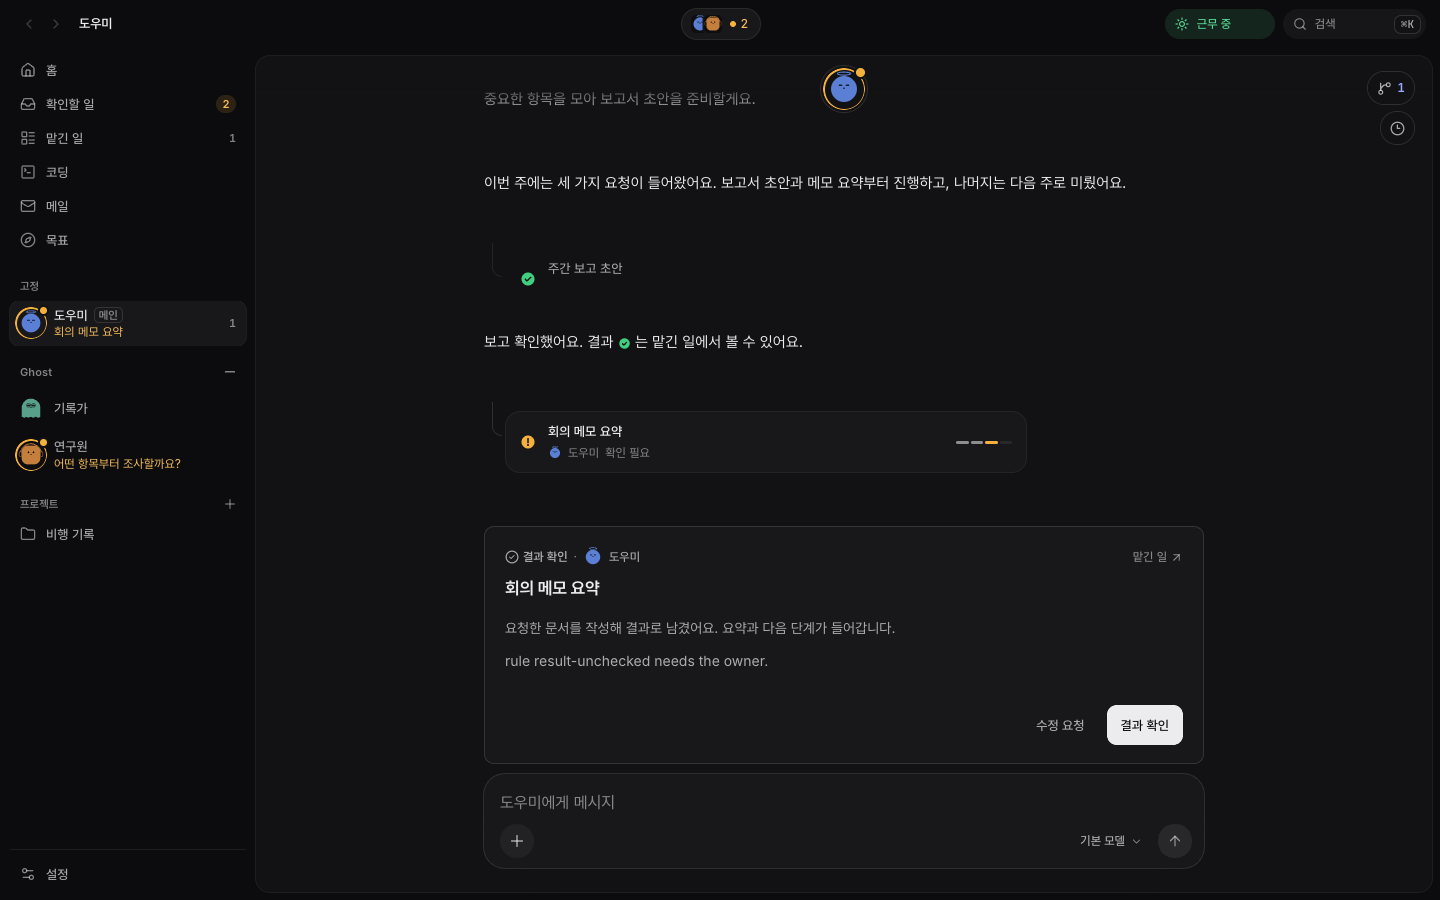 도우미
2
근무 중
검색
⌘K
홈
확인할 일
2
맡긴 일
1
코딩
메일
목표
고정
도우미 메인
회의 메모 요약
1
Ghost
기록가
연구원
어떤 항목부터 조사할까요?
프로젝트
비행 기록
설정
중요한 항목을 모아 보고서 초안을 준비할게요.
1
이번 주에는 세 가지 요청이 들어왔어요. 보고서 초안과 메모 요약부터 진행하고, 나머지는 다음 주로 미뤘어요.
주간 보고 초안
보고 확인했어요. 결과 는 맡긴 일에서 볼 수 있어요.
회의 메모 요약
도우미 확인 필요
결과 확인 · 도우미
맡긴 일
회의 메모 요약
요청한 문서를 작성해 결과로 남겼어요. 요약과 다음 단계가 들어갑니다.
rule result-unchecked needs the owner.
수정 요청
결과 확인
도우미에게 메시지
기본 모델